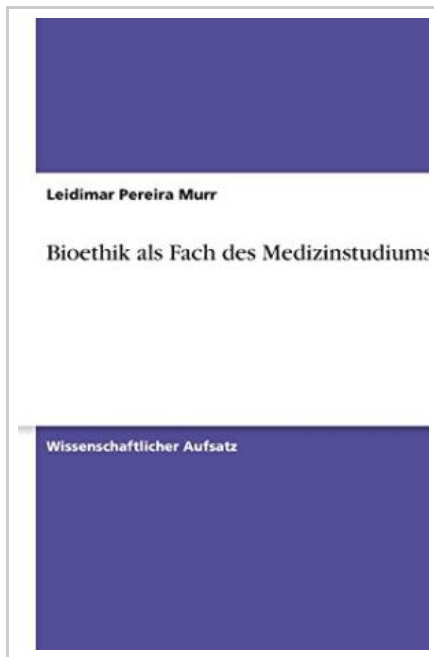 Leidimar Pereira Murr
Bioethik als Fach des Medizinstudiums
Wissenschaftlicher Aufsatz